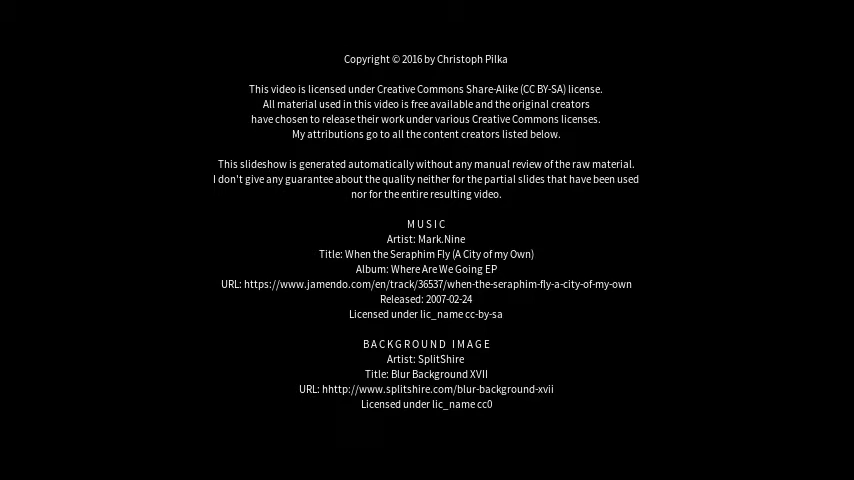 Copyright © 2016 by Christoph Pilka
This video is licensed under Creative Commons Share-Alike (CC BY-SA) license.
All material used in this video is free available and the original creators
have chosen to release their work under various Creative Commons licenses.
My attributions go to all the content creators listed below.
This slideshow is generated automatically without any manual review of the raw material.
I don't give any guarantee about the quality neither for the partial slides that have been used
nor for the entire resulting video.
MUSIC
Artist: Mark.Nine
Title: When the Seraphim Fly (A City of my Own)
Album: Where Are We Going EP
URL: https://www.jamendo.com/en/track/36537/when-the-seraphim-fly-a-city-of-my-own
Released: 2007-02-24
Licensed under lic_name cc-by-sa
BACKGROUND IMAGE
Artist: SplitShire
Title: Blur Background XVII
URL: hhttp://www.splitshire.com/blur-background-xvii
Licensed under lic_name cc0